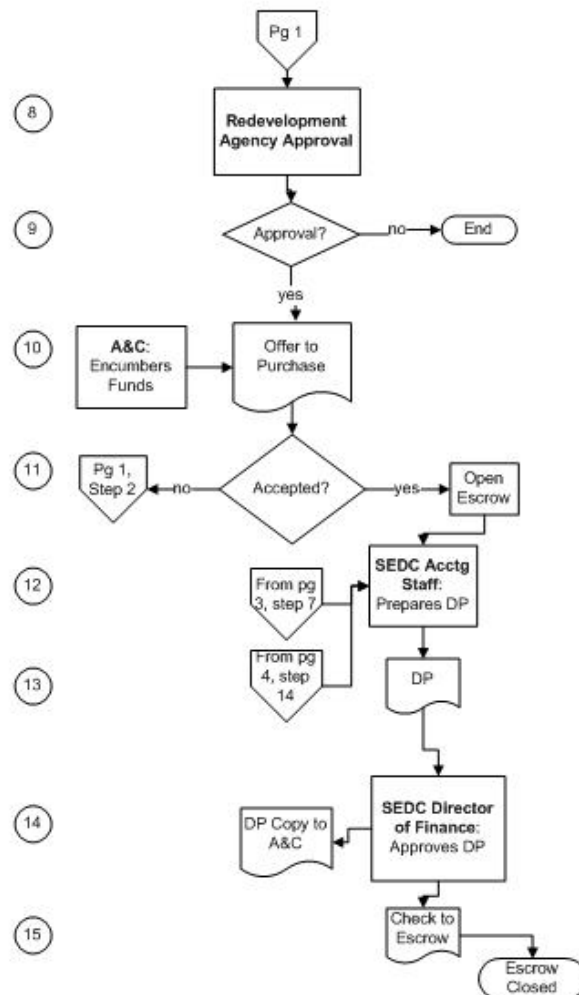 Pg 1
8
Redevelopment
Agency Approval
9
Approval?
no
End
yes
10
A&C:
Encumbers
Funds
Offer to
Purchase
11
Pg 1,
Step 2
no
Accepted?
yes
Open
Escrow
12
From pg
3, step 7
SEDC Acctg
Staff:
Prepares DP
13
From pg
4, step
14
DP
14
DP Copy to
A&C
SEDC Director
of Finance:
Approves DP
15
Check to
Escrow
Escrow
Closed